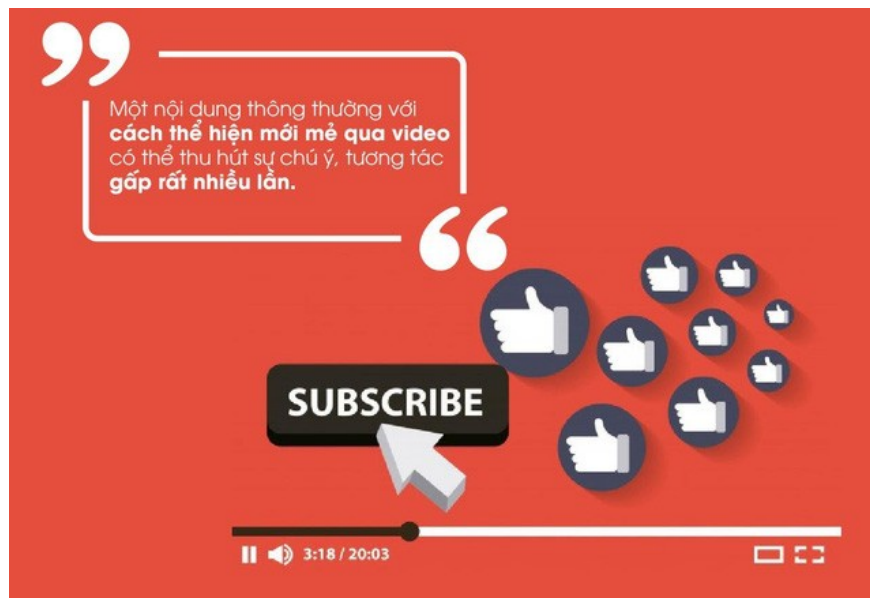 Một nội dung thông thường với
cách thể hiện mới mẻ qua video
có thể thu hút sự chú ý, tương tác
gấp rất nhiều lần.
SUBSCRIBE
3:18 / 20:03